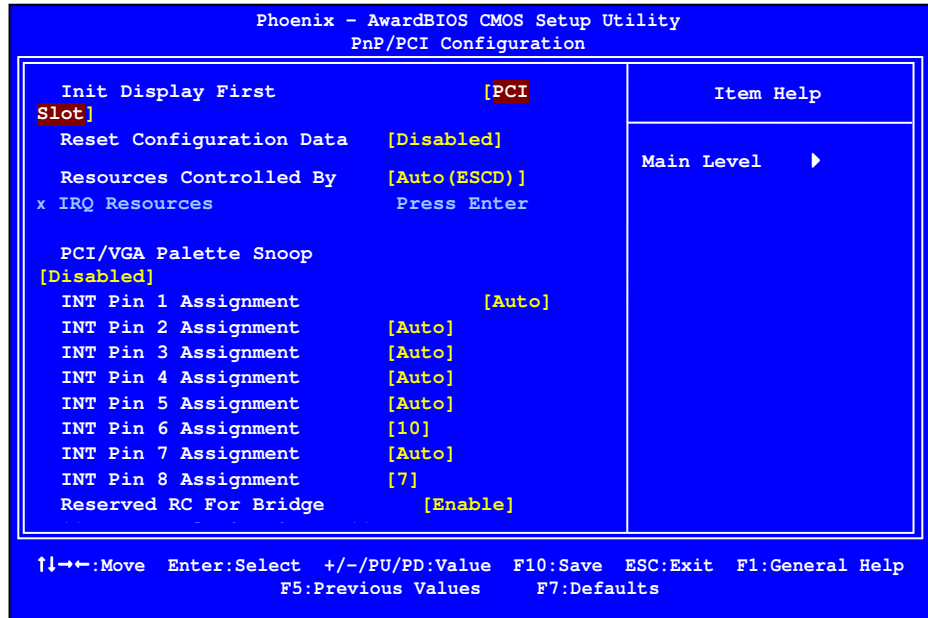 Phoenix – AwardBIOS CMOS Setup Utility
PnP/PCI Configuration
Init Display First [PCI
Slot]
Reset Configuration Data [Disabled]
Resources Controlled By [Auto(ESCD)]
x IRQ Resources Press Enter
PCI/VGA Palette Snoop
[Disabled]
INT Pin 1 Assignment [Auto]
INT Pin 2 Assignment [Auto]
INT Pin 3 Assignment [Auto]
INT Pin 4 Assignment [Auto]
INT Pin 5 Assignment [Auto]
INT Pin 6 Assignment [10]
INT Pin 7 Assignment [Auto]
INT Pin 8 Assignment [7]
Reserved RC For Bridge [Enable]
Item Help
Main Level
↑↓→←:Move Enter:Select +/-/PU/PD:Value F10:Save ESC:Exit F1:General Help
F5:Previous Values F7:Defaults